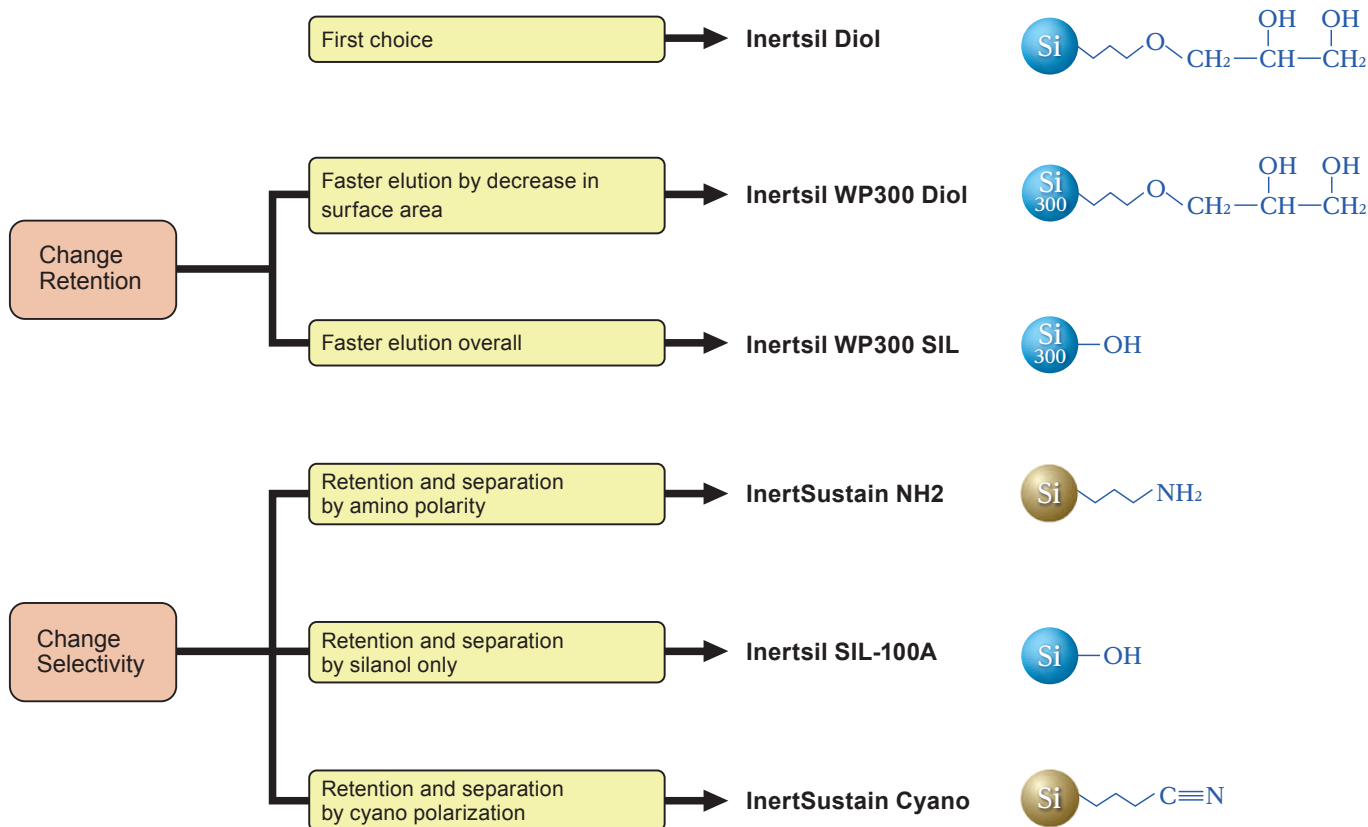 First choice
Inertsil Diol
Si
O
CH₂
OH
CH
OH
CH₂
Change
Retention
Faster elution by decrease in
surface area
Inertsil WP300 Diol
Si
300
O
CH₂
OH
CH
OH
CH₂
Faster elution overall
Inertsil WP300 SIL
Si
300
OH
Change
Selectivity
Retention and separation
by amino polarity
InertSustain NH2
Si
NH₂
Retention and separation
by silanol only
Inertsil SIL-100A
Si
OH
Retention and separation
by cyano polarization
InertSustain Cyano
Si
C≡N